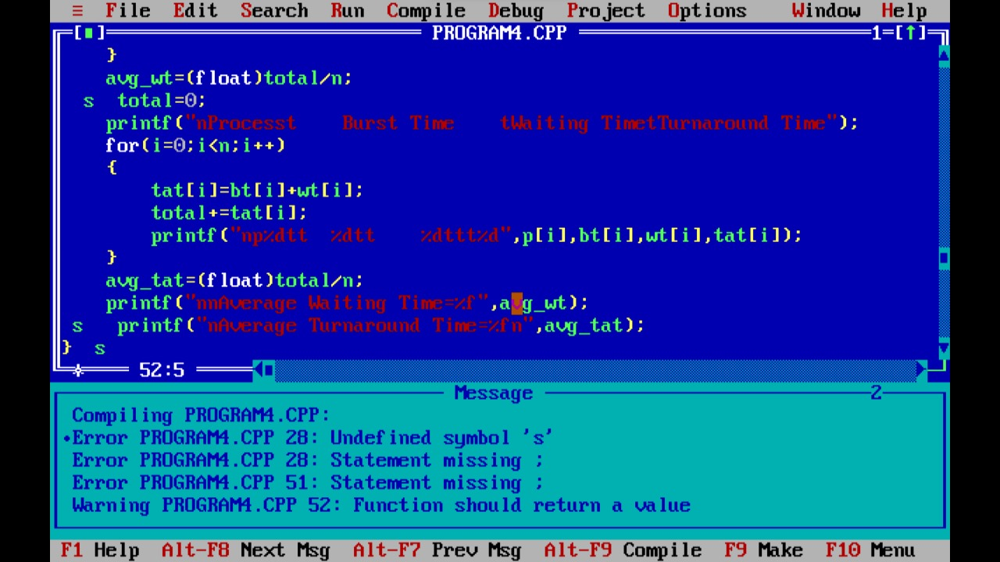 ≡ File Edit Search Run Compile Debug Project Options Window Help
[■] PROGRAM4.CPP 1=[↑]
}
avg_wt=(float)total/n;
s total=0;
printf("nProcesst    Burst Time    tWaiting TimetTurnaround Time");
for(i=0;i<n;i++)
{
tat[i]=bt[i]+wt[i];
total+=tat[i];
printf("np%dtt  %dtt    %dttt%d",p[i],bt[i],wt[i],tat[i]);
}
avg_tat=(float)total/n;
printf("nnAverage Waiting Time=%f",avg_wt);
s printf("nAverage Turnaround Time=%fn",avg_tat);
} s
52:5
Message 2
Compiling PROGRAM4.CPP:
•Error PROGRAM4.CPP 28: Undefined symbol 's'
Error PROGRAM4.CPP 28: Statement missing ;
Error PROGRAM4.CPP 51: Statement missing ;
Warning PROGRAM4.CPP 52: Function should return a value
F1 Help Alt-F8 Next Msg Alt-F7 Prev Msg Alt-F9 Compile F9 Make F10 Menu